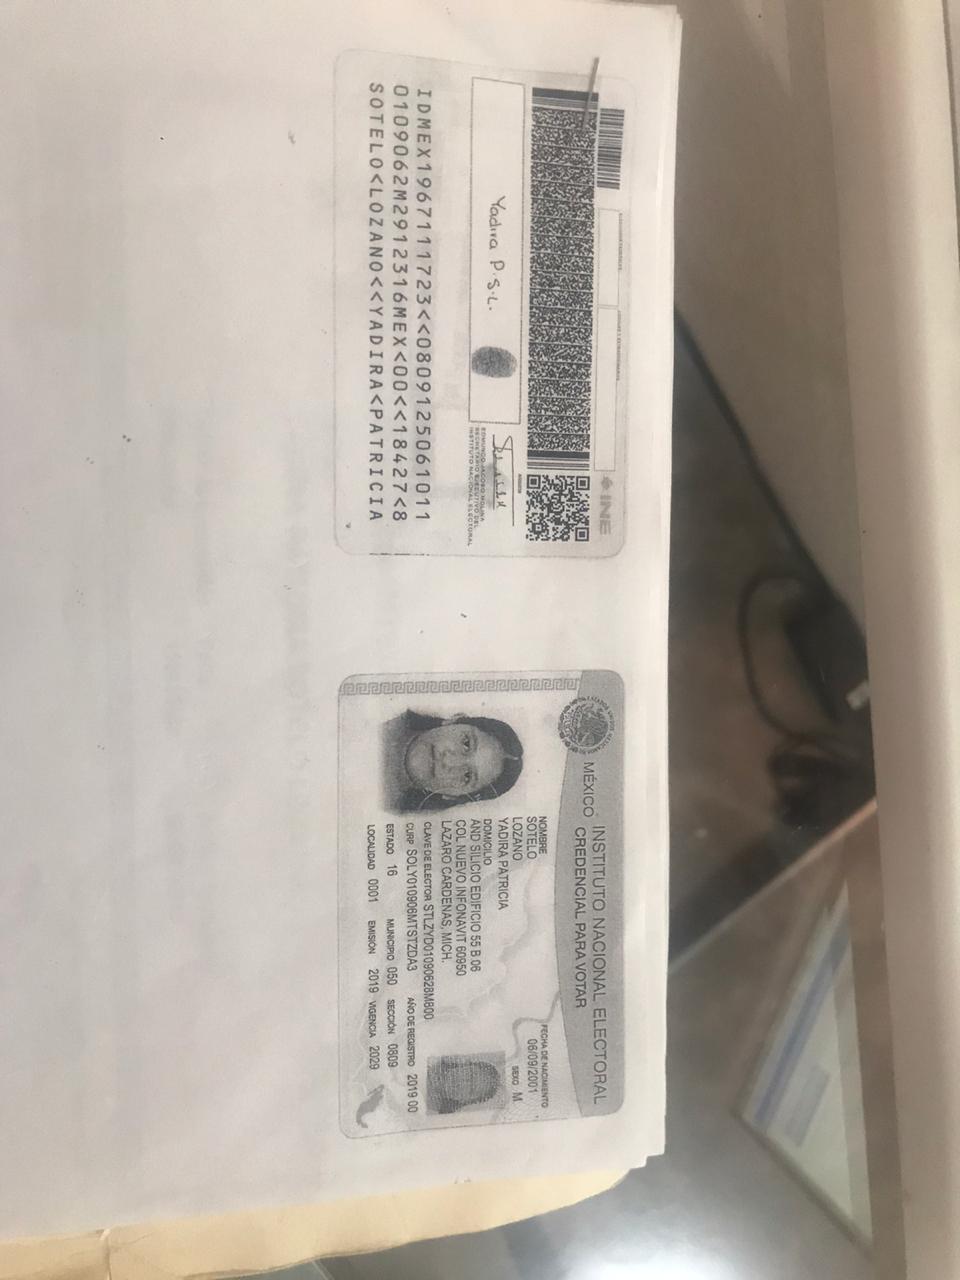 INE
Yadira P. S. L.
EDMUNDO JACOBO MOLINA
SECRETARIO EJECUTIVO DEL
INSTITUTO NACIONAL ELECTORAL
IDMEX1967111723<<0809125061011
0109062M2912316MEX<00<<18427<8
SOTELO<LOZANO<<YADIRA<PATRICIA
MÉXICO INSTITUTO NACIONAL ELECTORAL
CREDENCIAL PARA VOTAR
NOMBRE
SOTELO
LOZANO
YADIRA PATRICIA
FECHA DE NACIMIENTO
06/09/2001
SEXO M
DOMICILIO
AND SILICIO EDIFICIO 55 B 06
COL NUEVO INFONAVIT 60950
LAZARO CARDENAS, MICH.
CLAVE DE ELECTOR STLZYD01090628M800
CURP SOLY010906MTSTZDA3 AÑO DE REGISTRO 2019 00
ESTADO 16 MUNICIPIO 050 SECCIÓN 0809
LOCALIDAD 0001 EMISIÓN 2019 VIGENCIA 2029